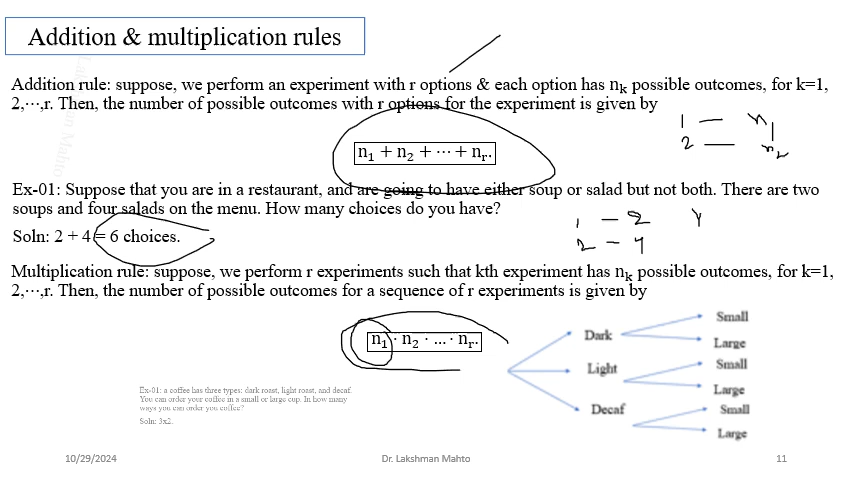 Addition & multiplication rules
Addition rule: suppose, we perform an experiment with r options & each option has nₖ possible outcomes, for k=1,
2,⋯,r. Then, the number of possible outcomes with r options for the experiment is given by
n₁ + n₂ + ⋯ + nᵣ.
1 — n₁
2 — n₂
Ex-01: Suppose that you are in a restaurant, and are going to have either soup or salad but not both. There are two
soups and four salads on the menu. How many choices do you have?
1 – 2
2 – 4
Soln: 2 + 4 = 6 choices.
Multiplication rule: suppose, we perform r experiments such that kth experiment has nₖ possible outcomes, for k=1,
2,⋯,r. Then, the number of possible outcomes for a sequence of r experiments is given by
n₁ · n₂ · … · nᵣ.
Small
Dark
Large
Small
Light
Large
Small
Decaf
Large
Ex-01: a coffee has three types: dark roast, light roast, and decaf.
You can order your coffee in a small or large cup. In how many
ways you can order you coffee?
Soln: 3x2.
10/29/2024
Dr. Lakshman Mahto
11